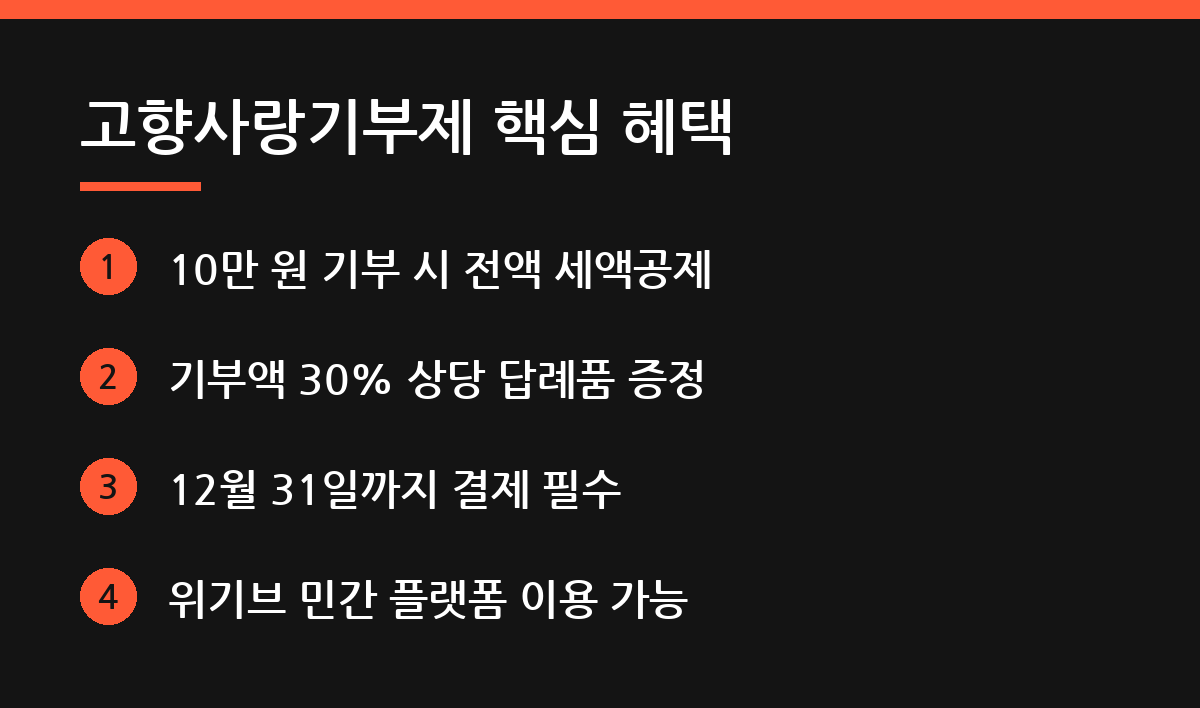 고향사랑기부제 핵심 혜택
1 10만 원 기부 시 전액 세액공제
2 기부액 30% 상당 답례품 증정
3 12월 31일까지 결제 필수
4 위기브 민간 플랫폼 이용 가능